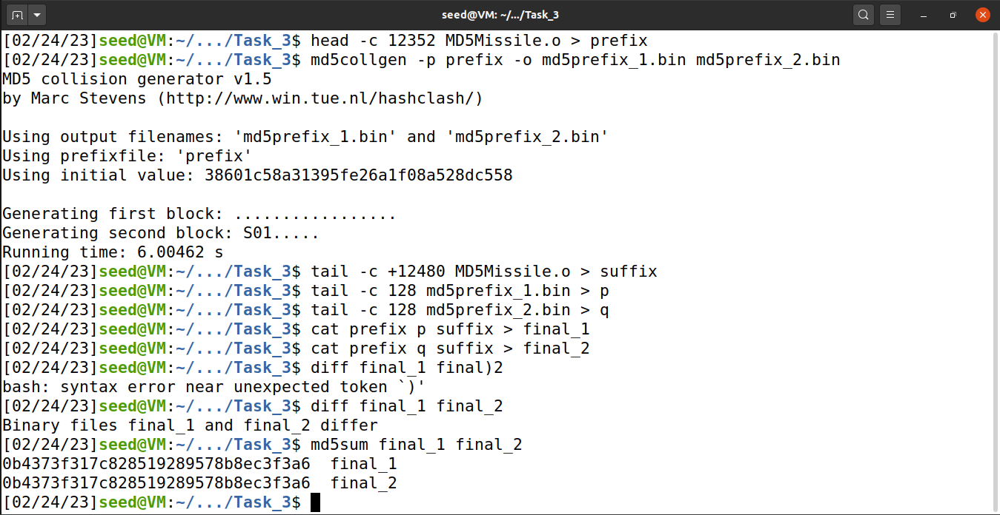 seed@VM: ~/.../Task_3
[02/24/23]seed@VM:~/.../Task_3$ head -c 12352 MD5Missile.o > prefix
[02/24/23]seed@VM:~/.../Task_3$ md5collgen -p prefix -o md5prefix_1.bin md5prefix_2.bin
MD5 collision generator v1.5
by Marc Stevens (http://www.win.tue.nl/hashclash/)

Using output filenames: 'md5prefix_1.bin' and 'md5prefix_2.bin'
Using prefixfile: 'prefix'
Using initial value: 38601c58a31395fe26a1f08a528dc558

Generating first block: .................
Generating second block: S01.....
Running time: 6.00462 s
[02/24/23]seed@VM:~/.../Task_3$ tail -c +12480 MD5Missile.o > suffix
[02/24/23]seed@VM:~/.../Task_3$ tail -c 128 md5prefix_1.bin > p
[02/24/23]seed@VM:~/.../Task_3$ tail -c 128 md5prefix_2.bin > q
[02/24/23]seed@VM:~/.../Task_3$ cat prefix p suffix > final_1
[02/24/23]seed@VM:~/.../Task_3$ cat prefix q suffix > final_2
[02/24/23]seed@VM:~/.../Task_3$ diff final_1 final)2
bash: syntax error near unexpected token `)'
[02/24/23]seed@VM:~/.../Task_3$ diff final_1 final_2
Binary files final_1 and final_2 differ
[02/24/23]seed@VM:~/.../Task_3$ md5sum final_1 final_2
0b4373f317c828519289578b8ec3f3a6  final_1
0b4373f317c828519289578b8ec3f3a6  final_2
[02/24/23]seed@VM:~/.../Task_3$